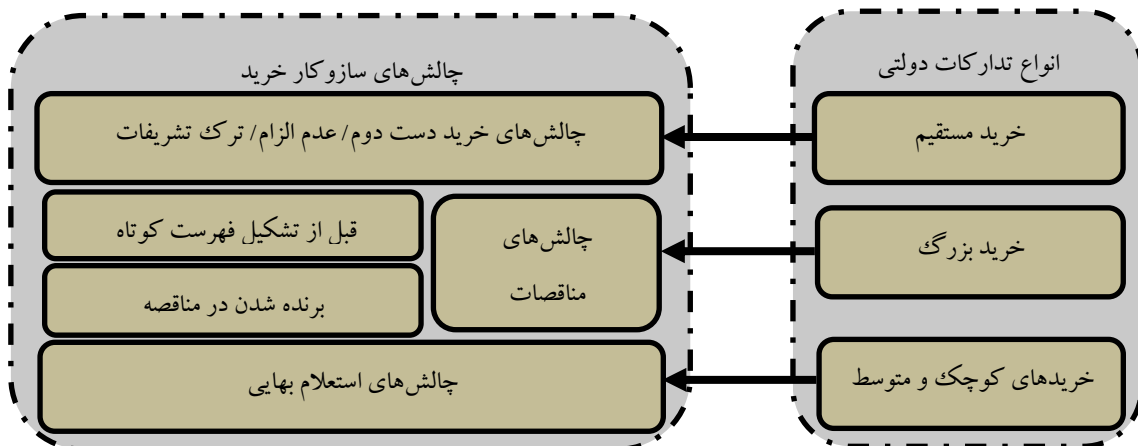 انواع تدارکات دولتی
خرید مستقیم
خرید بزرگ
خریدهای کوچک و متوسط
چالش‌های سازوکار خرید
چالش‌های خرید دست دوم/ عدم الزام/ ترک تشریفات
چالش‌های
مناقصات
قبل از تشکیل فهرست کوتاه
برنده شدن در مناقصه
چالش‌های استعلام بهایی